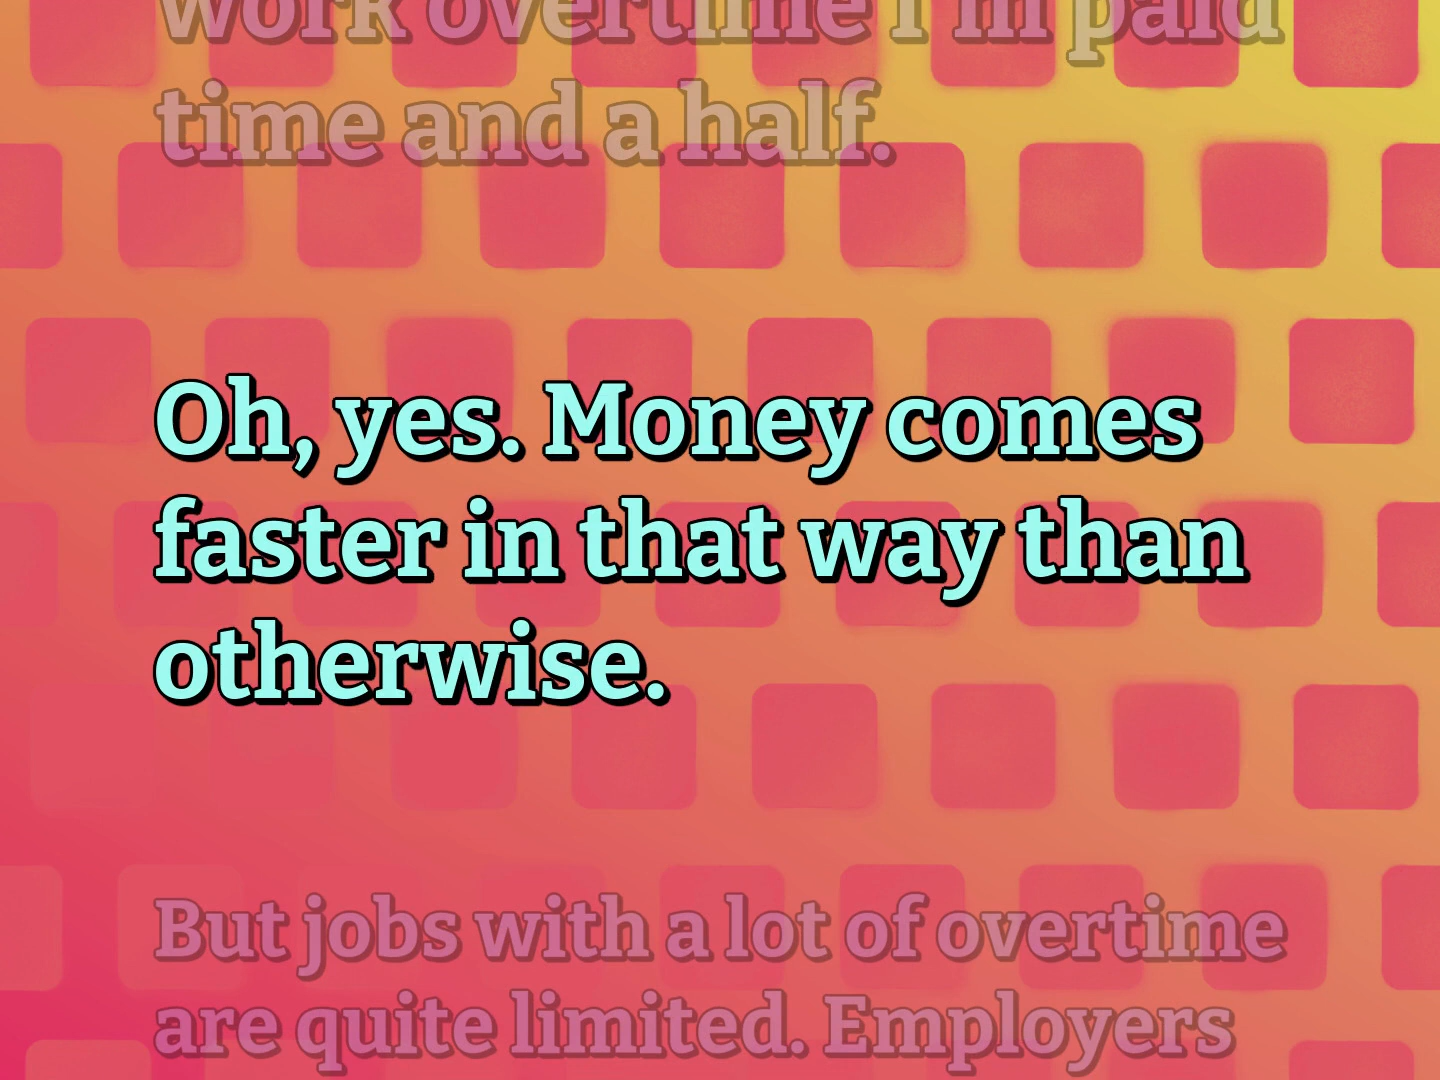 work overtime I'm paid
time and a half.
Oh, yes. Money comes
faster in that way than
otherwise.
But jobs with a lot of overtime
are quite limited. Employers